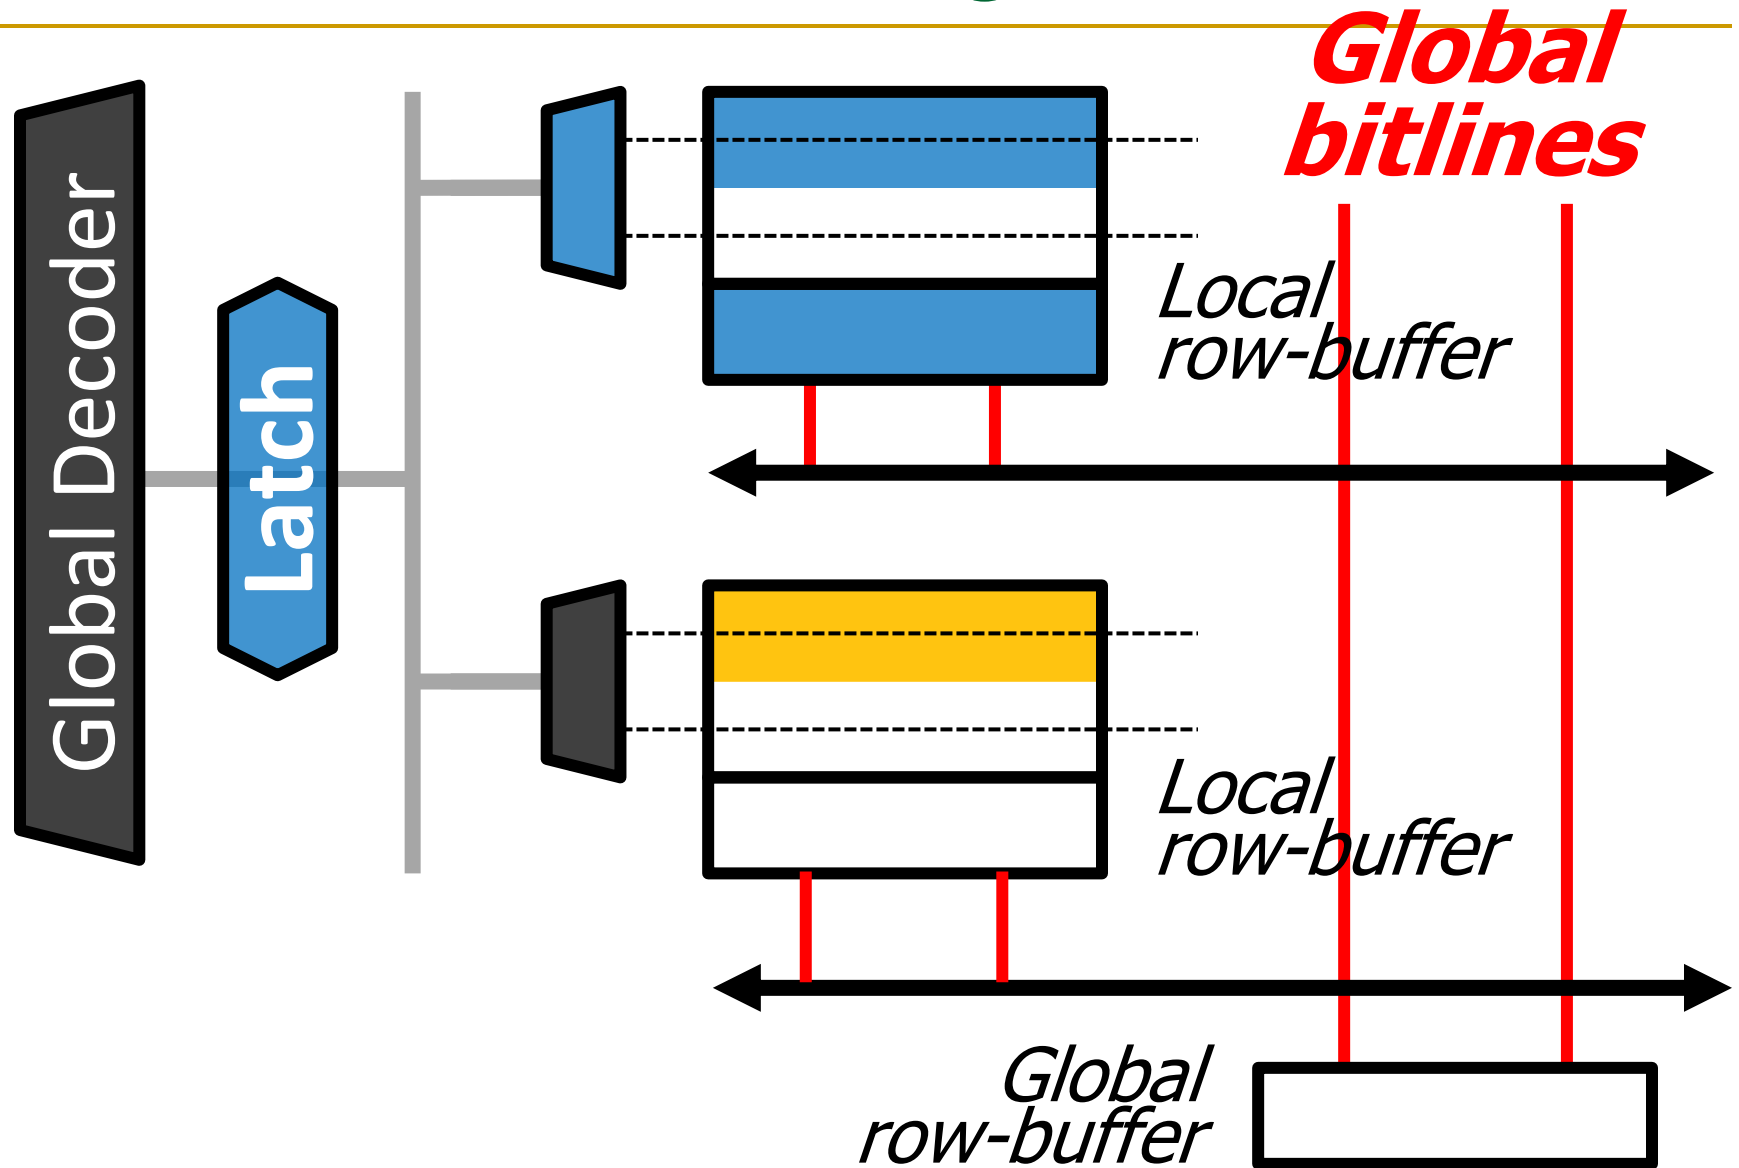 Global
bitlines
Global Decoder
Latch
Local
row-buffer
Local
row-buffer
Global
row-buffer